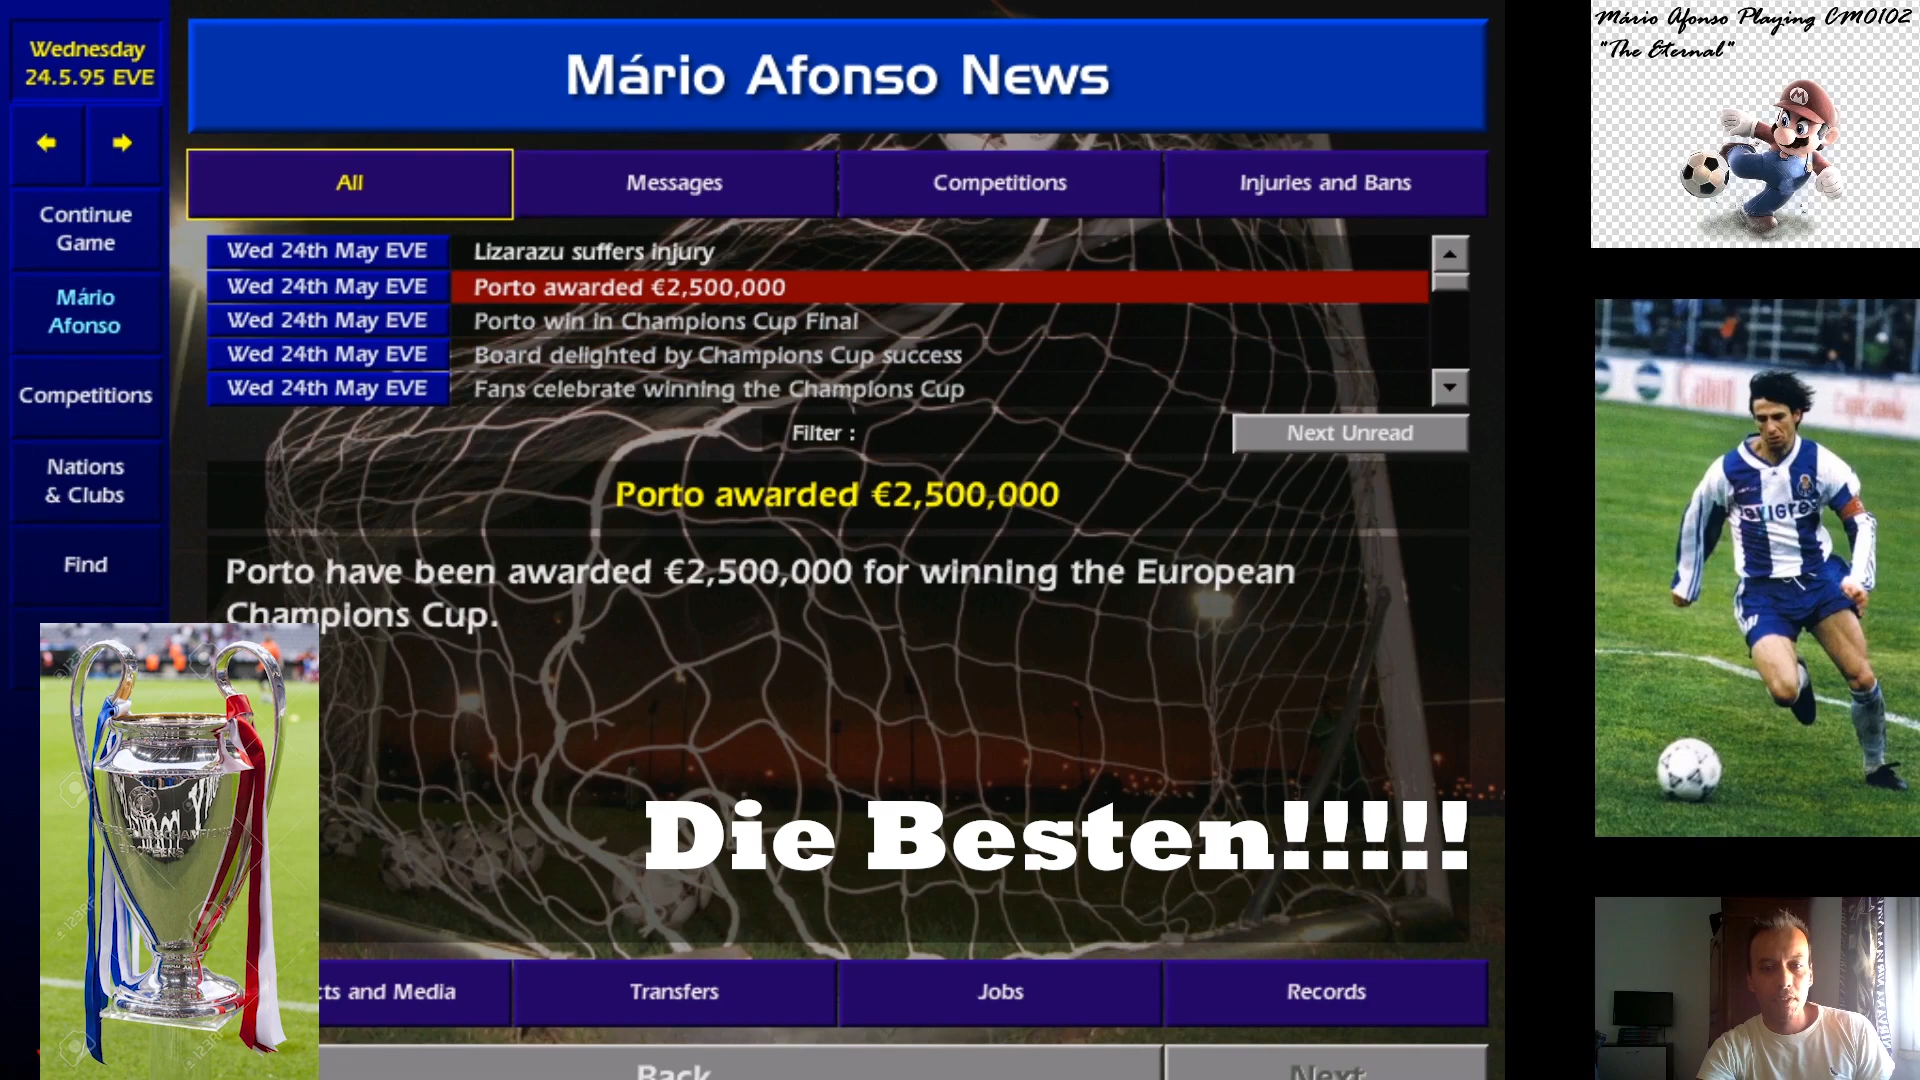 Wednesday
24.5.95 EVE
Continue
Game
Mário
Afonso
Competitions
Nations
& Clubs
Find
Mário Afonso News
All
Messages
Competitions
Injuries and Bans
Wed 24th May EVE Lizarazu suffers injury
Wed 24th May EVE Porto awarded €2,500,000
Wed 24th May EVE Porto win in Champions Cup Final
Wed 24th May EVE Board delighted by Champions Cup success
Wed 24th May EVE Fans celebrate winning the Champions Cup
Filter :
Next Unread
Porto awarded €2,500,000
Porto have been awarded €2,500,000 for winning the European
Champions Cup.
Die Besten!!!!!
cts and Media
Transfers
Jobs
Records
Back
Next
Mário Afonso Playing CM0102
"The Eternal"
M
123RF